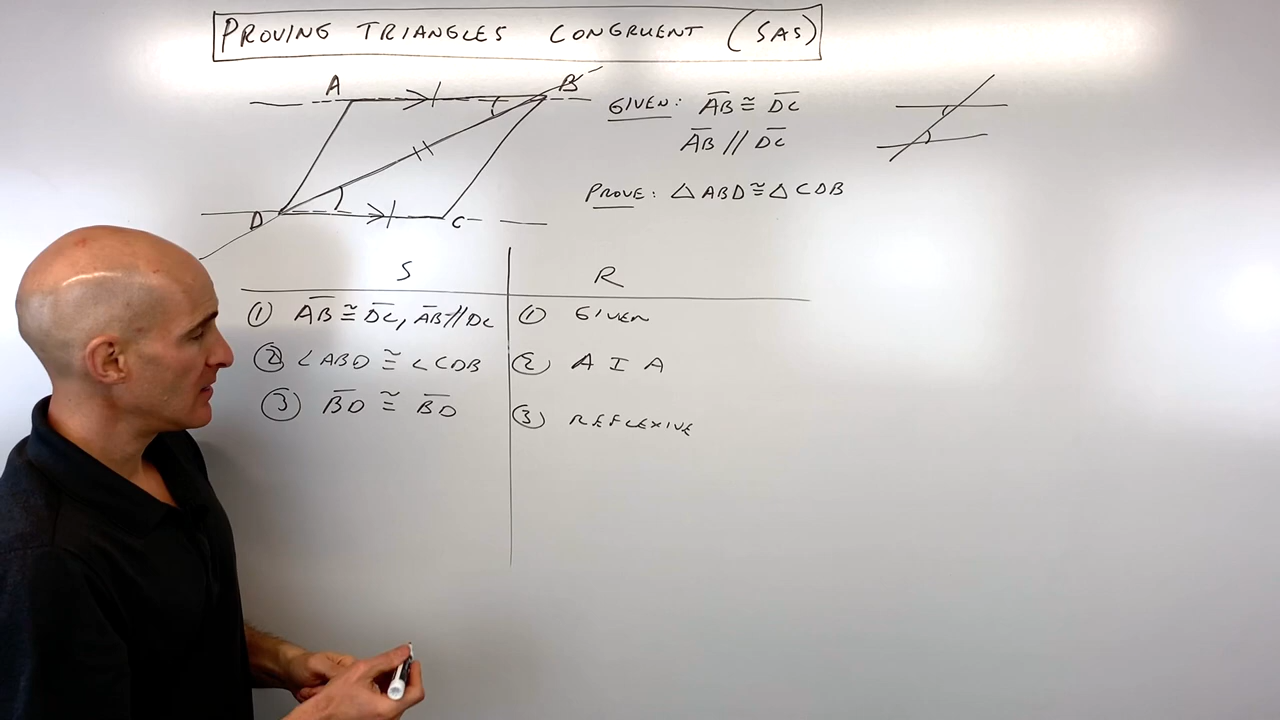 PROVING TRIANGLES CONGRUENT (SAS)
A B
D C
GIVEN: AB ≅ DC
AB // DC
PROVE: △ABD ≅ △CDB
S R
① AB ≅ DC, AB // DC ① GIVEN
② ∠ABD ≅ ∠CDB ② A I A
③ BD ≅ BD ③ REFLEXIVE